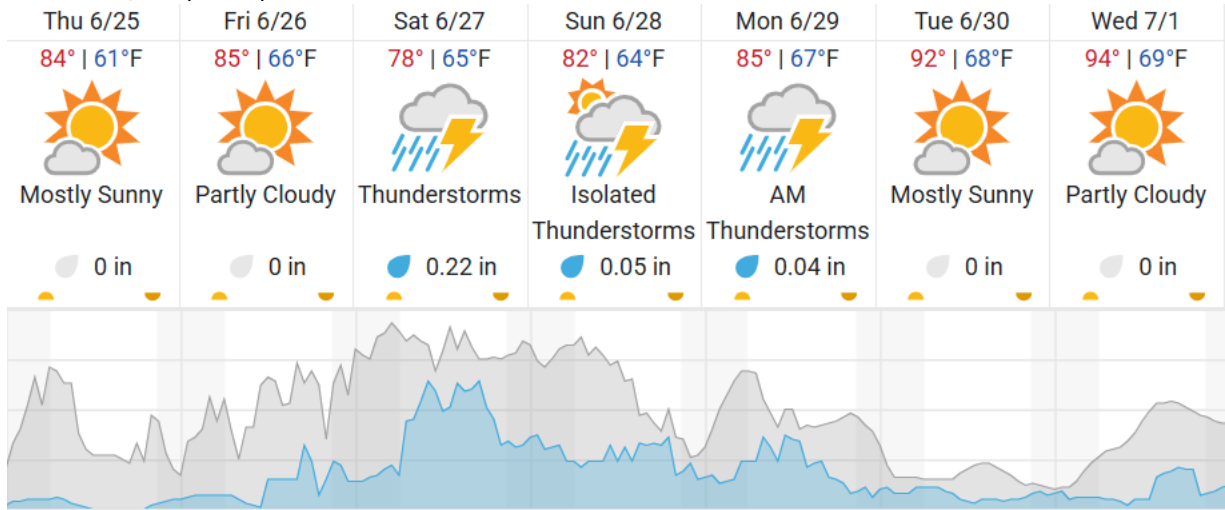 Thu 6/25 Fri 6/26 Sat 6/27 Sun 6/28 Mon 6/29 Tue 6/30 Wed 7/1
84° | 61°F 85° | 66°F 78° | 65°F 82° | 64°F 85° | 67°F 92° | 68°F 94° | 69°F
Mostly Sunny Partly Cloudy Thunderstorms Isolated AM Mostly Sunny Partly Cloudy
Thunderstorms Thunderstorms
0 in 0 in 0.22 in 0.05 in 0.04 in 0 in 0 in